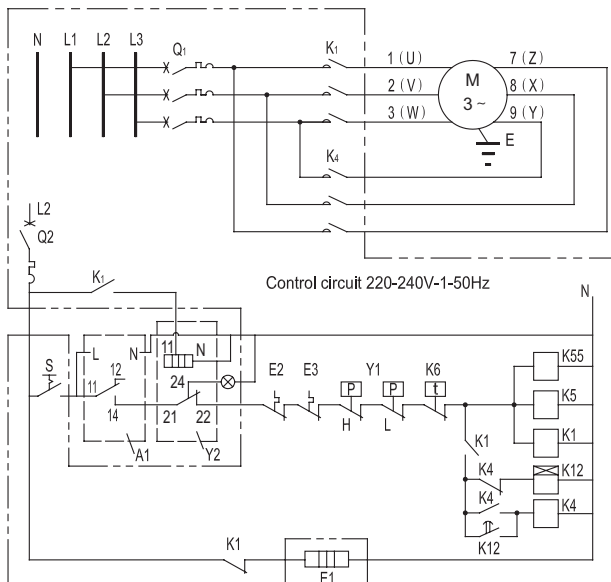 N L1 L2 L3 Q1 K1 1 (U) 7 (Z)
M
3 ~
2 (V) 8 (X)
3 (W) 9 (Y)
E
K4
L2
Q2
Control circuit 220-240V-1-50Hz
N
K1
S L N 11 N
12 24 E2 E3 Y1 K6 K55
P P t
11 K5
14 21 22 H L
K1 K1
A1 Y2
K4 K12
K4 K4
K12
K1
E1